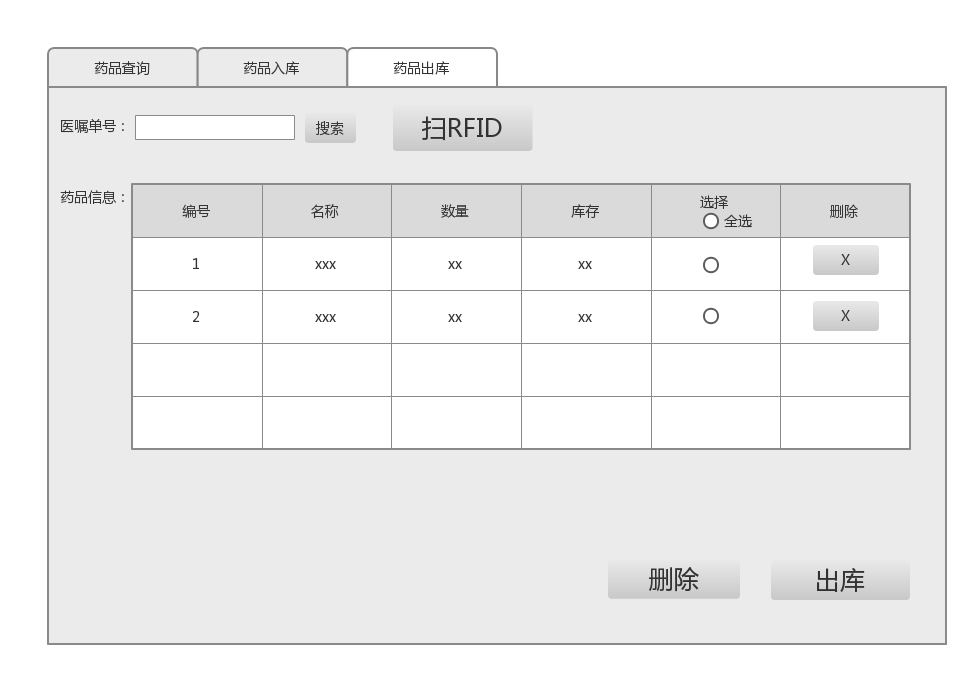 药品查询 药品入库 药品出库
医嘱单号： 搜索 扫RFID
药品信息：
编号 名称 数量 库存 选择 删除
全选
1 xxx xx xx X
2 xxx xx xx X
删除 出库